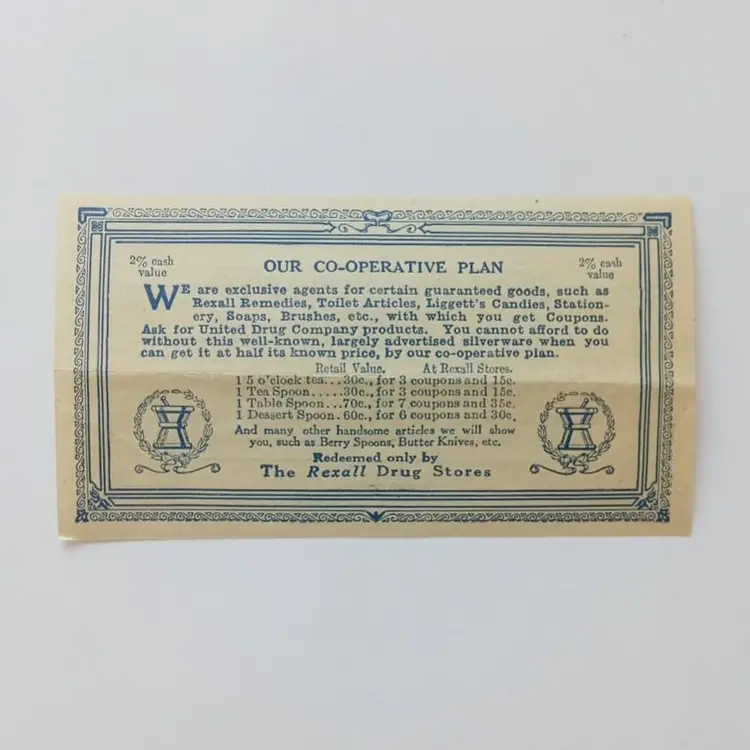 2% cash
value
2% cash
value
OUR CO-OPERATIVE PLAN
WE are exclusive agents for certain guaranteed goods, such as
Rexall Remedies, Toilet Articles, Liggett's Candies, Station-
ery, Soaps, Brushes, etc., with which you get Coupons.
Ask for United Drug Company products. You cannot afford to do
without this well-known, largely advertised silverware when you
can get it at half its known price, by our co-operative plan.
Retail Value. At Rexall Stores.
1 5 o'clock tea...30c., for 3 coupons and 15c.
1 Tea Spoon.....30c., for 3 coupons and 15c.
1 Table Spoon...70c., for 7 coupons and 35c.
1 Dessert Spoon.60c., for 6 coupons and 30c.
And many other handsome articles we will show
you, such as Berry Spoons, Butter Knives, etc.
Redeemed only by
The Rexall Drug Stores